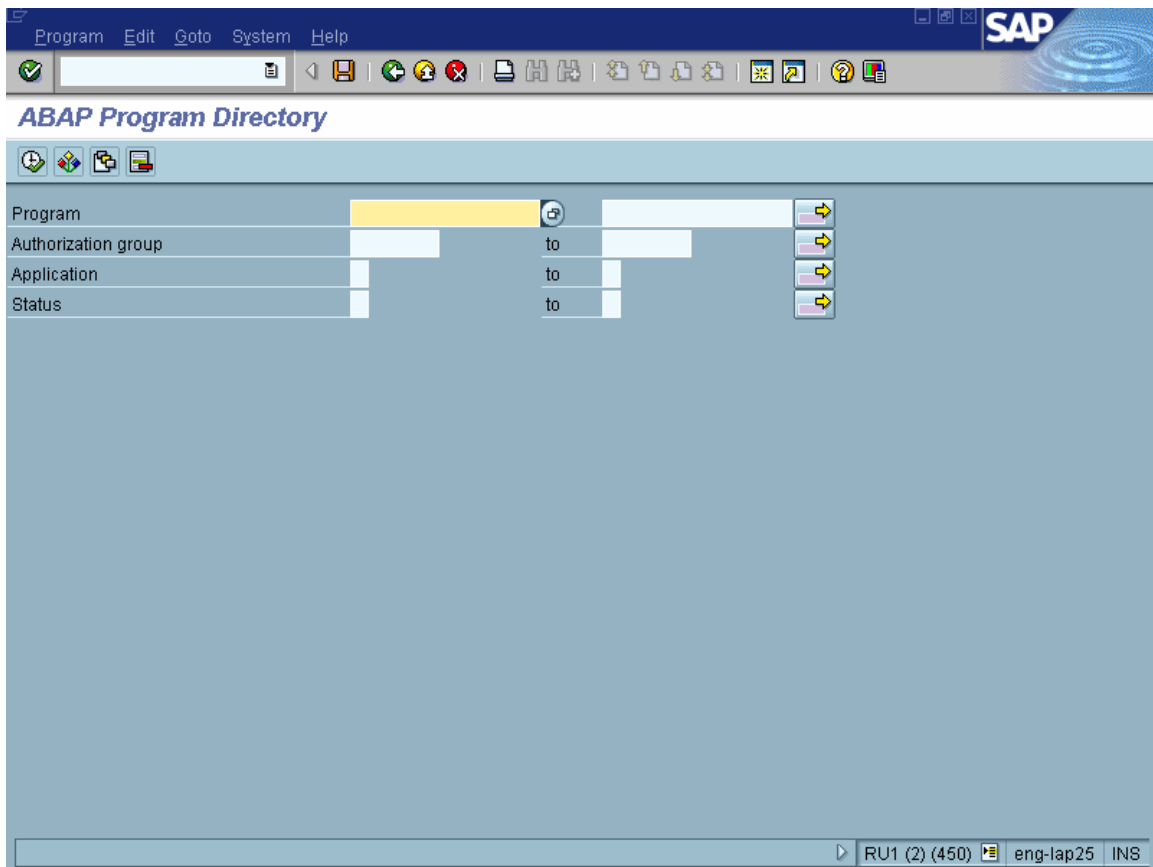 Program Edit Goto System Help
SAP
ABAP Program Directory
Program
Authorization group to
Application to
Status to
RU1 (2) (450) eng-lap25 INS